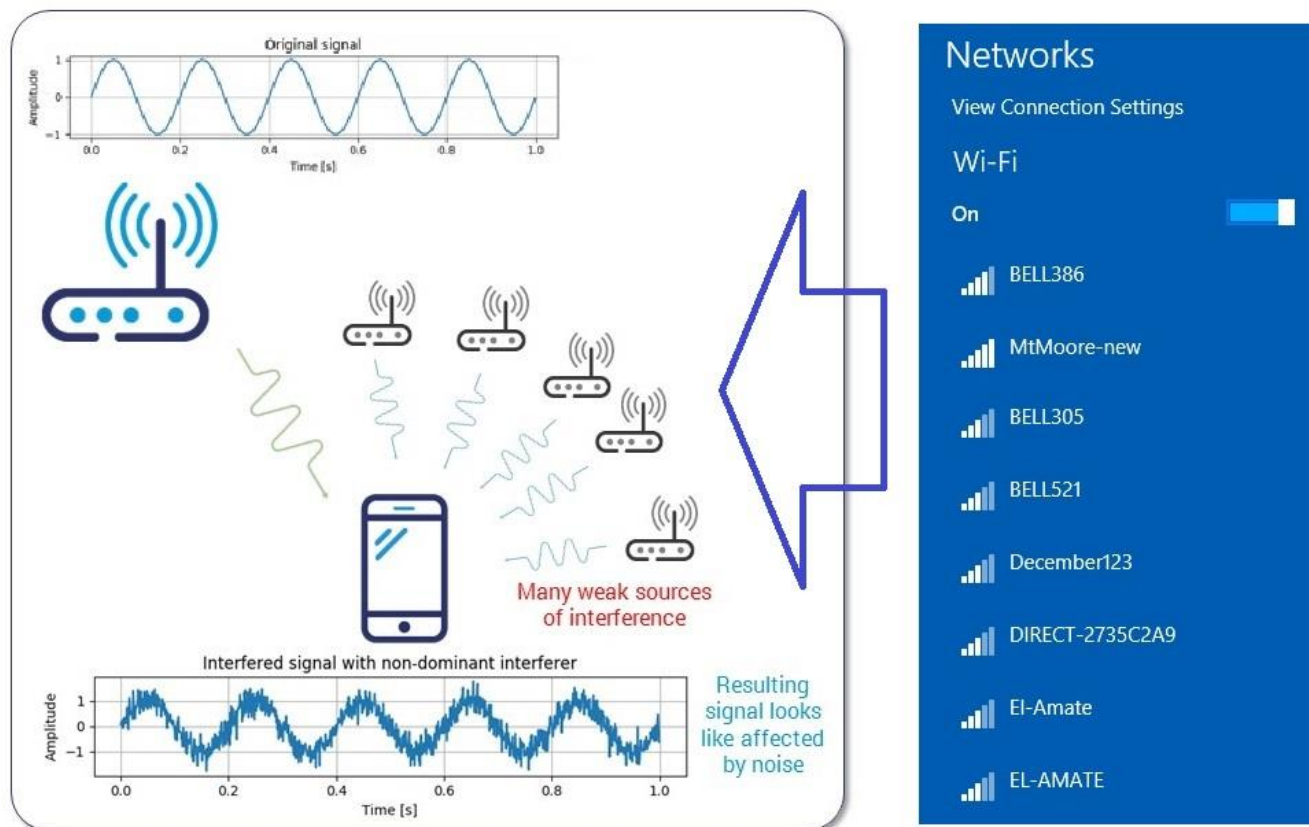 Original signal
Amplitude
1
0
−1
0.0 0.2 0.4 0.6 0.8 1.0
Time [s]
Many weak sources
of interference
Interfered signal with non-dominant interferer
Amplitude
1
0
−1
0.0 0.2 0.4 0.6 0.8 1.0
Time [s]
Resulting
signal looks
like affected
by noise
Networks
View Connection Settings
Wi-Fi
On
BELL386
MtMoore-new
BELL305
BELL521
December123
DIRECT-2735C2A9
El-Amate
EL-AMATE